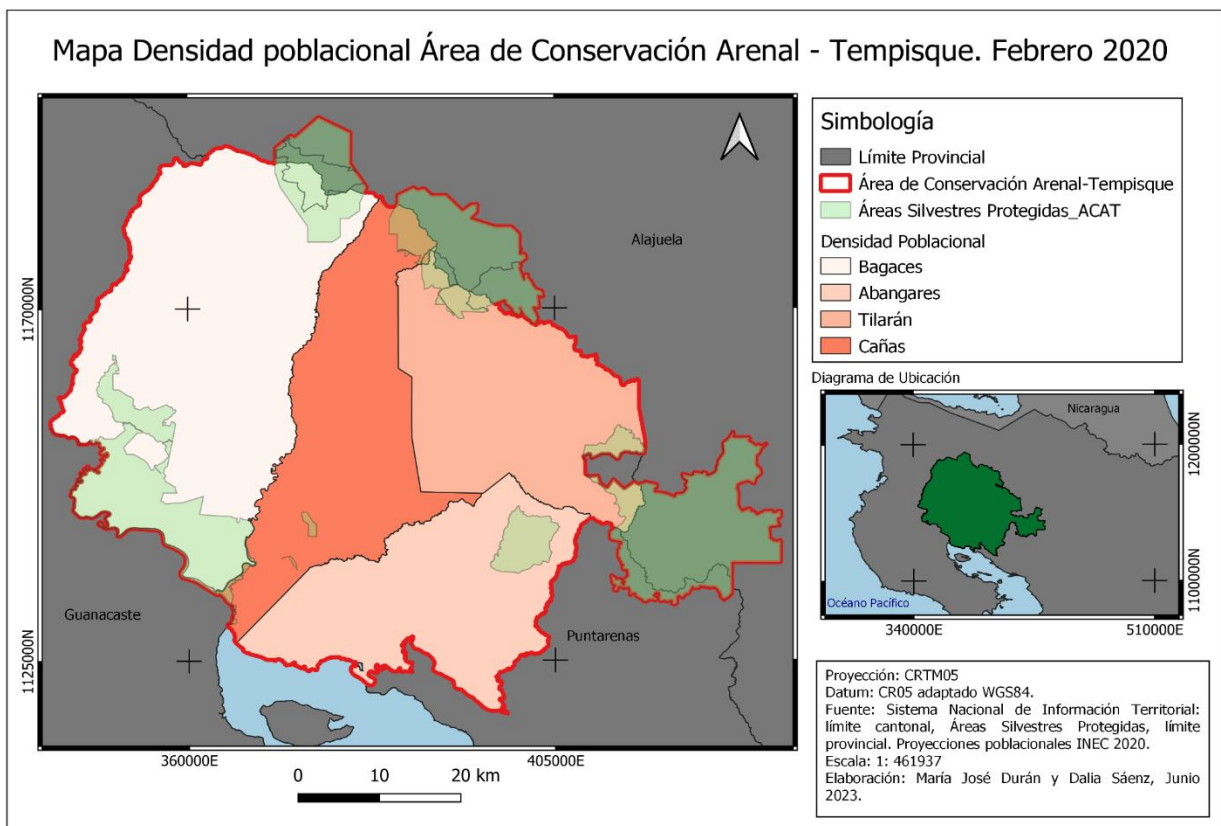 Mapa Densidad poblacional Área de Conservación Arenal - Tempisque. Febrero 2020
Alajuela
Guanacaste
Puntarenas
1170000N
1125000N
360000E
405000E
0 10 20 km
Simbología
Límite Provincial
Área de Conservación Arenal-Tempisque
Áreas Silvestres Protegidas_ACAT
Densidad Poblacional
Bagaces
Abangares
Tilarán
Cañas
Diagrama de Ubicación
Nicaragua
Océano Pacífico
1200000N
1100000N
340000E
510000E
Proyección: CRTM05
Datum: CR05 adaptado WGS84.
Fuente: Sistema Nacional de Información Territorial:
límite cantonal, Áreas Silvestres Protegidas, límite
provincial. Proyecciones poblacionales INEC 2020.
Escala: 1: 461937
Elaboración: María José Durán y Dalia Sáenz, Junio
2023.